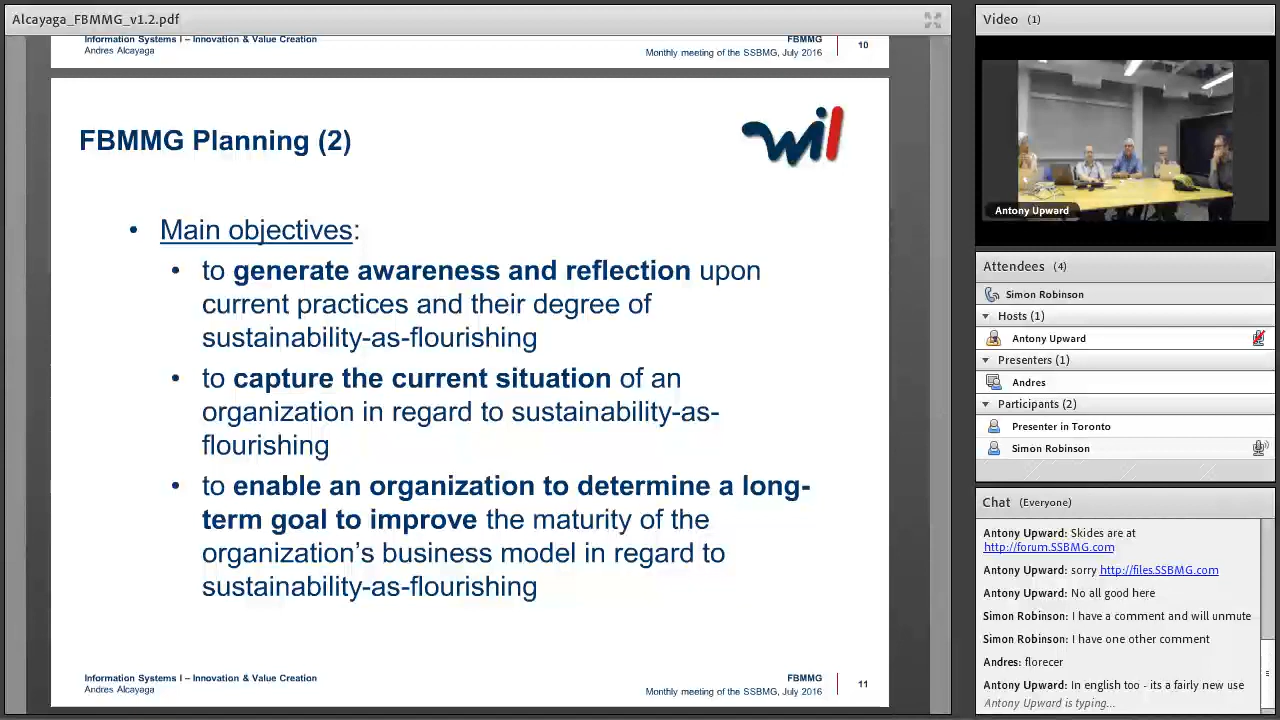 Alcayaga_FBMMG_v1.2.pdf
Information Systems I – Innovation & Value Creation
Andres Alcayaga
FBMMG
Monthly meeting of the SSBMG, July 2016
10
FBMMG Planning (2)
wil
• Main objectives:
• to generate awareness and reflection upon
current practices and their degree of
sustainability-as-flourishing
• to capture the current situation of an
organization in regard to sustainability-as-
flourishing
• to enable an organization to determine a long-
term goal to improve the maturity of the
organization’s business model in regard to
sustainability-as-flourishing
Information Systems I – Innovation & Value Creation
Andres Alcayaga
FBMMG
Monthly meeting of the SSBMG, July 2016
11
Video (1)
Antony Upward
Attendees (4)
Simon Robinson
Hosts (1)
Antony Upward
Presenters (1)
Andres
Participants (2)
Presenter in Toronto
Simon Robinson
Chat (Everyone)
Antony Upward: Skides are at
http://forum.SSBMG.com
Antony Upward: sorry http://files.SSBMG.com
Antony Upward: No all good here
Simon Robinson: I have a comment and will unmute
Simon Robinson: I have one other comment
Andres: florecer
Antony Upward: In english too - its a fairly new use
Antony Upward is typing...